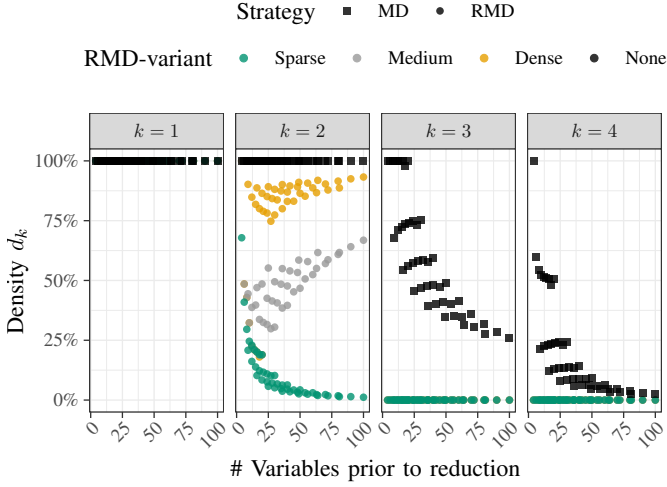 Strategy MD RMD
RMD-variant Sparse Medium Dense None
k = 1 k = 2 k = 3 k = 4
100%
75%
50%
25%
0%
Density d_k
0 25 50 75 100 0 25 50 75 100 0 25 50 75 100 0 25 50 75 100
# Variables prior to reduction